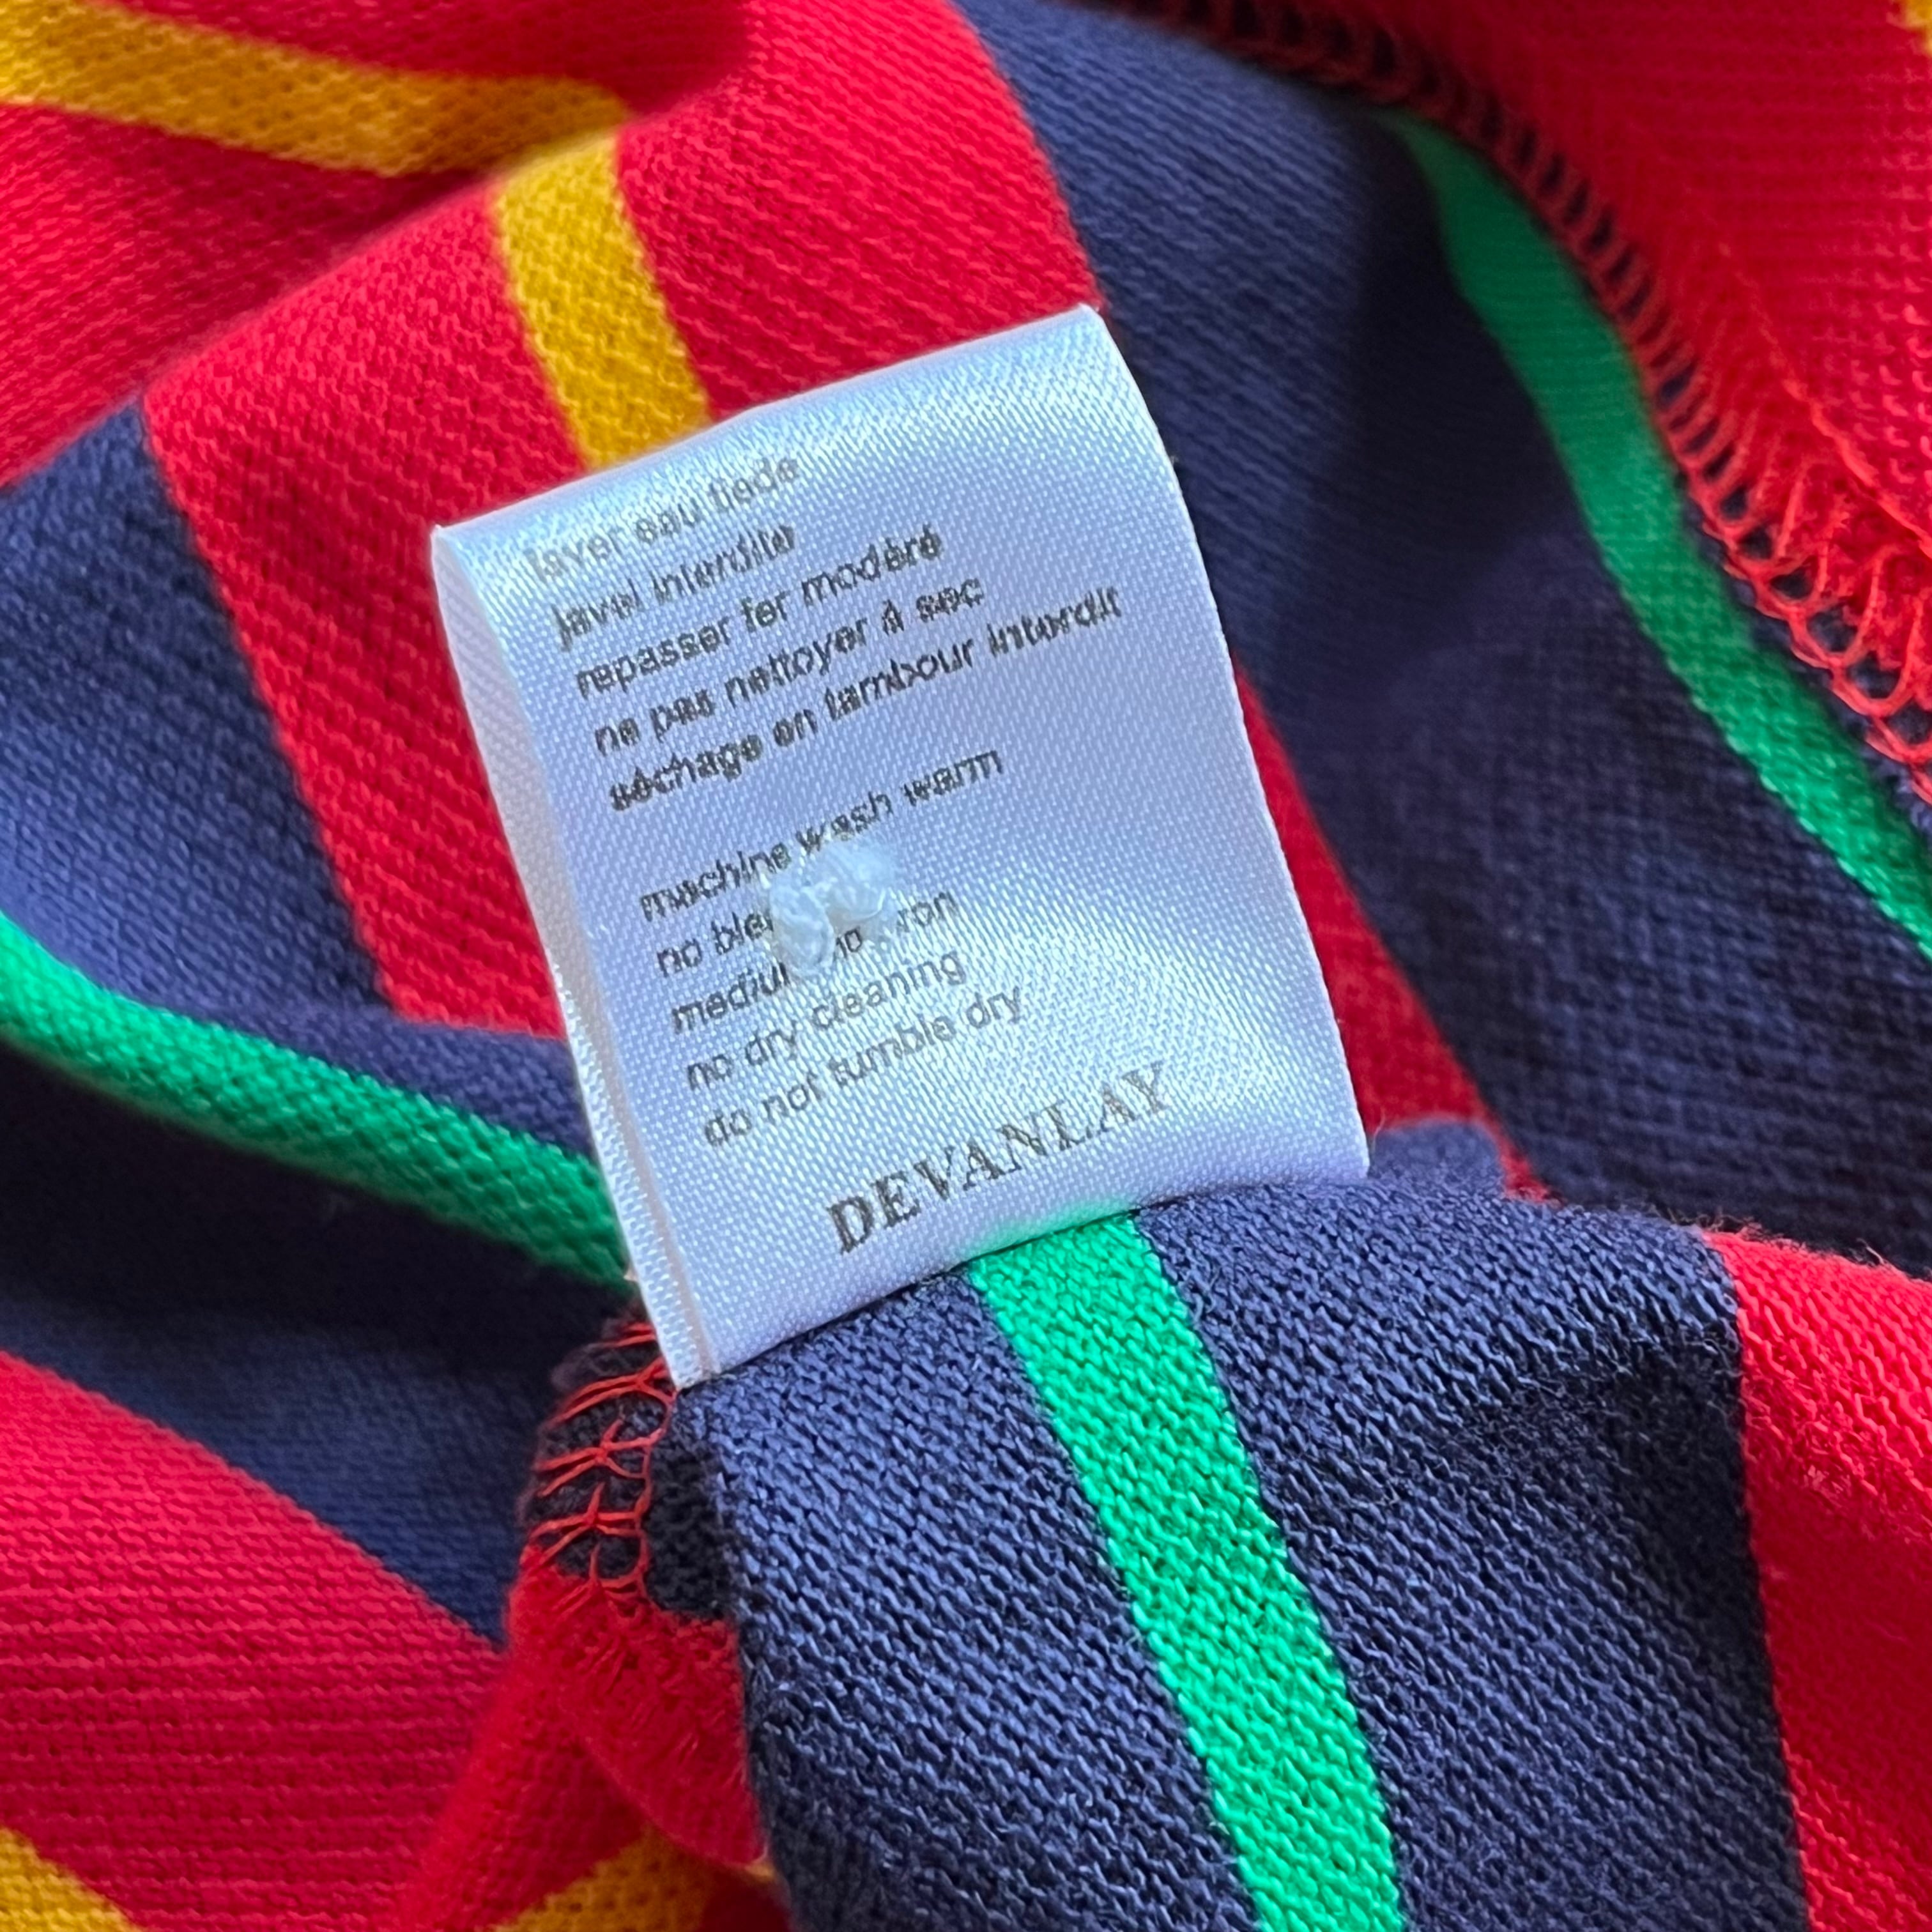 laver eau tiède
javel interdite
repasser fer modéré
ne pas nettoyer à sec
séchage en tambour interdit
machine wash warm
no
no dry cleaning
do not tumble dry
DEVANLAY